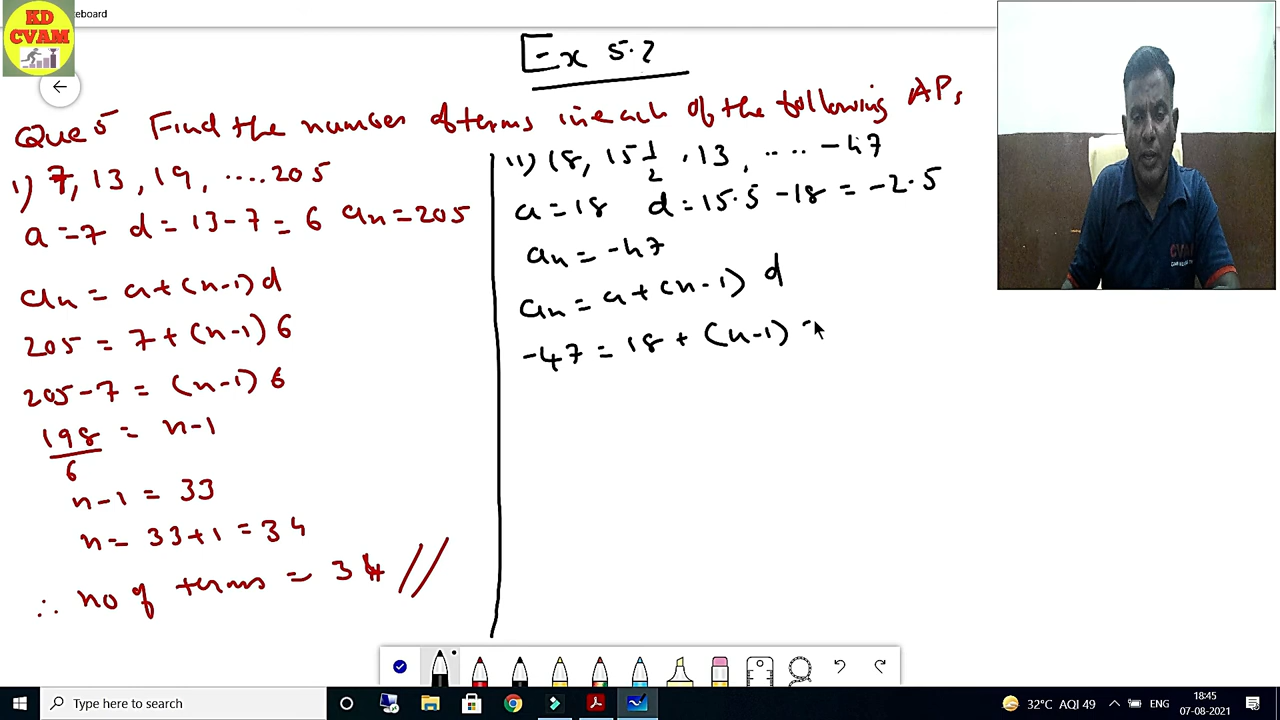 KD
CVAM
teboard
Ex 5.2
Que 5 Find the number of terms in each of the following APs
i) 7, 13, 19, ....205
a = 7 d = 13 - 7 = 6 an = 205
an = a + (n-1) d
205 = 7 + (n-1) 6
205 - 7 = (n-1) 6
198/6 = n-1
n-1 = 33
n = 33+1 = 34
∴ no of terms = 34 //
ii) 18, 15 1/2, 13, .... -47
a = 18 d = 15.5 - 18 = -2.5
an = -47
an = a + (n-1) d
-47 = 18 + (n-1)
CVAM
Type here to search
32°C AQI 49
ENG
18:45
07-08-2021